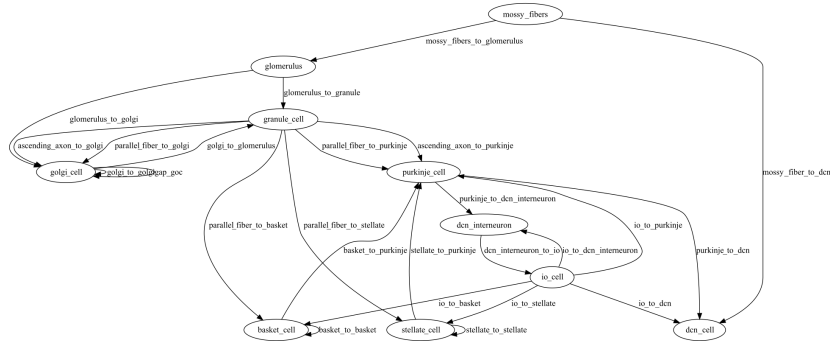 mossy_fibers
mossy_fibers_to_glomerulus
glomerulus
glomerulus_to_granule
glomerulus_to_golgi
granule_cell
ascending_axon_to_golgi
parallel_fiber_to_golgi
golgi_to_glomerulus
parallel_fiber_to_purkinje
ascending_axon_to_purkinje
golgi_cell
golgi_to_golgi
gap_goc
purkinje_cell
mossy_fiber_to_dcn
purkinje_to_dcn_interneuron
parallel_fiber_to_basket
parallel_fiber_to_stellate
dcn_interneuron
io_to_purkinje
basket_to_purkinje
stellate_to_purkinje
dcn_interneuron_to_io
io_to_dcn_interneuron
purkinje_to_dcn
io_cell
io_to_basket
io_to_stellate
io_to_dcn
basket_cell
basket_to_basket
stellate_cell
stellate_to_stellate
dcn_cell